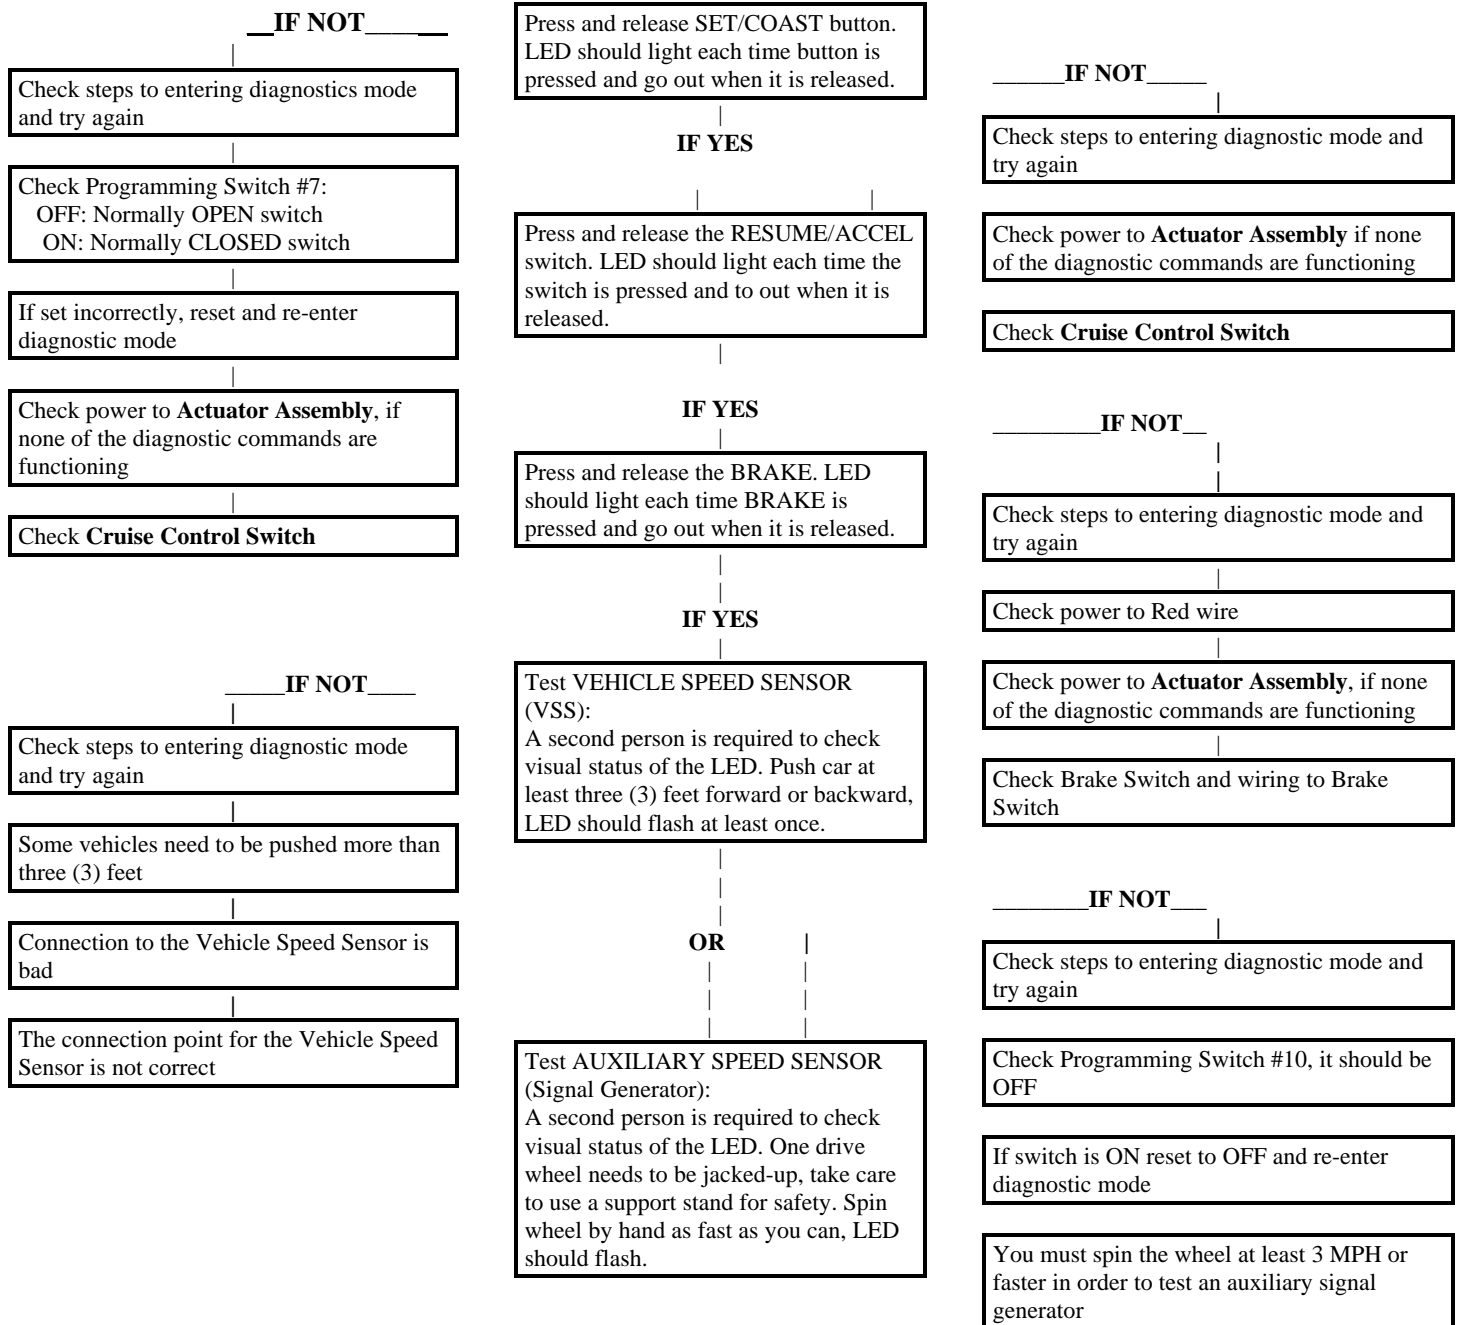 __IF NOT______
Check steps to entering diagnostics mode
and try again
Check Programming Switch #7:
OFF: Normally OPEN switch
ON: Normally CLOSED switch
If set incorrectly, reset and re-enter
diagnostic mode
Check power to Actuator Assembly, if
none of the diagnostic commands are
functioning
Check Cruise Control Switch
_____IF NOT____
Check steps to entering diagnostic mode
and try again
Some vehicles need to be pushed more than
three (3) feet
Connection to the Vehicle Speed Sensor is
bad
The connection point for the Vehicle Speed
Sensor is not correct
Press and release SET/COAST button.
LED should light each time button is
pressed and go out when it is released.
IF YES
Press and release the RESUME/ACCEL
switch. LED should light each time the
switch is pressed and to out when it is
released.
IF YES
Press and release the BRAKE. LED
should light each time BRAKE is
pressed and go out when it is released.
IF YES
Test VEHICLE SPEED SENSOR
(VSS):
A second person is required to check
visual status of the LED. Push car at
least three (3) feet forward or backward,
LED should flash at least once.
OR
Test AUXILIARY SPEED SENSOR
(Signal Generator):
A second person is required to check
visual status of the LED. One drive
wheel needs to be jacked-up, take care
to use a support stand for safety. Spin
wheel by hand as fast as you can, LED
should flash.
______IF NOT_____
Check steps to entering diagnostic mode and
try again
Check power to Actuator Assembly if none
of the diagnostic commands are functioning
Check Cruise Control Switch
_________IF NOT__
Check steps to entering diagnostic mode and
try again
Check power to Red wire
Check power to Actuator Assembly, if none
of the diagnostic commands are functioning
Check Brake Switch and wiring to Brake
Switch
________IF NOT___
Check steps to entering diagnostic mode and
try again
Check Programming Switch #10, it should be
OFF
If switch is ON reset to OFF and re-enter
diagnostic mode
You must spin the wheel at least 3 MPH or
faster in order to test an auxiliary signal
generator